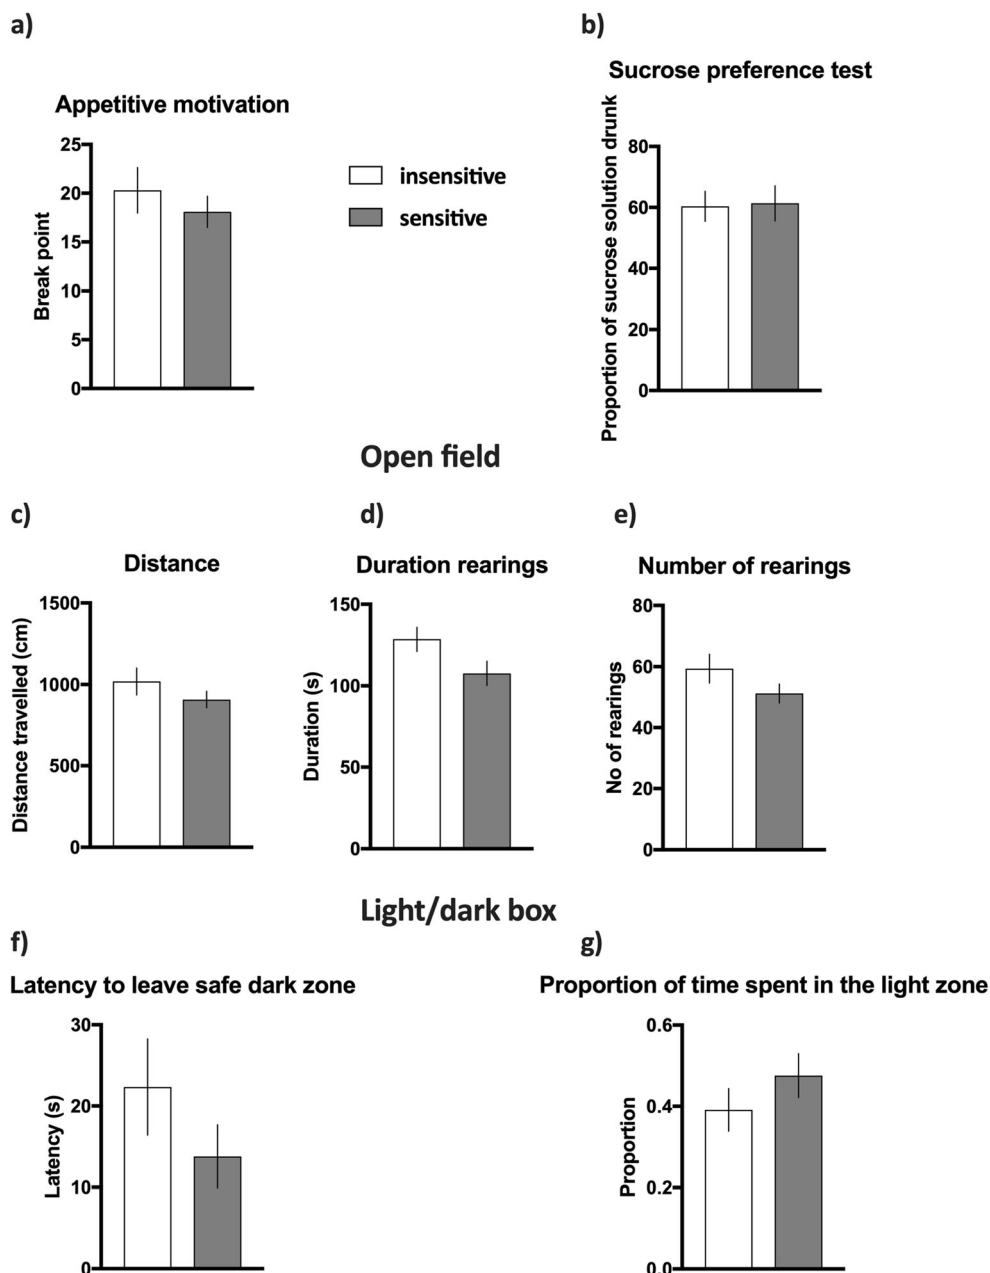 a)
Appetitive motivation
Break point
25
20
15
10
5
0
insensitive
sensitive
b)
Sucrose preference test
Proportion of sucrose solution drunk
80
60
40
20
0
Open field
c)
Distance
Distance travelled (cm)
1500
1000
500
0
d)
Duration rearings
Duration (s)
150
100
50
0
e)
Number of rearings
No of rearings
80
60
40
20
0
Light/dark box
f)
Latency to leave safe dark zone
Latency (s)
30
20
10
0
g)
Proportion of time spent in the light zone
Proportion
0.6
0.4
0.2
0.0